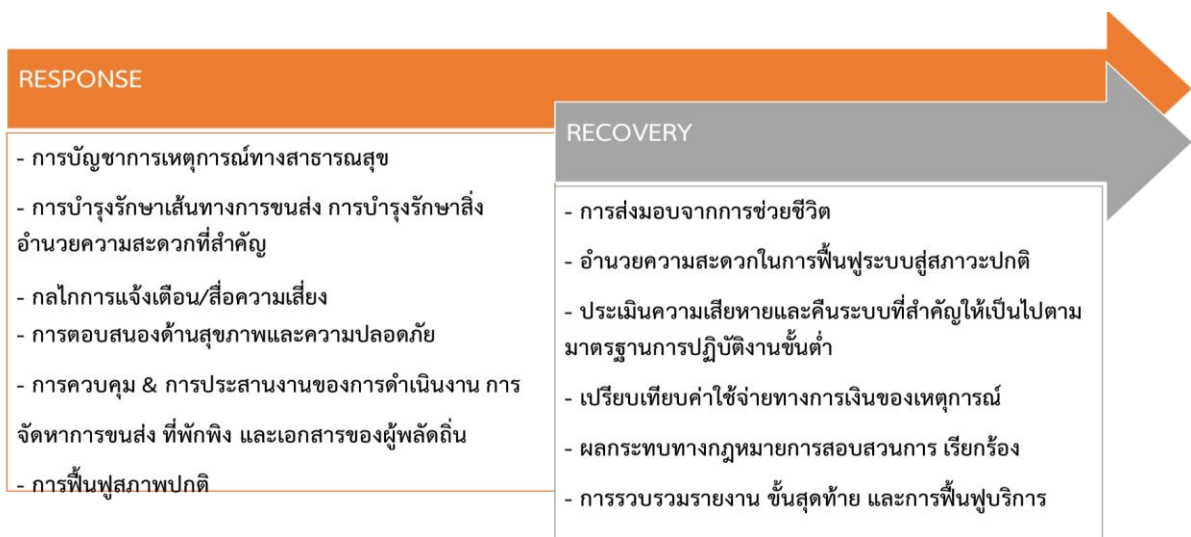 RESPONSE
- การบัญชาการเหตุการณ์ทางสาธารณสุข
- การบำรุงรักษาเส้นทางการขนส่ง การบำรุงรักษาสิ่ง
อำนวยความสะดวกที่สำคัญ
- กลไกการแจ้งเตือน/สื่อความเสี่ยง
- การตอบสนองด้านสุขภาพและความปลอดภัย
- การควบคุม & การประสานงานของการดำเนินงาน การ
จัดหาการขนส่ง ที่พักพิง และเอกสารของผู้พลัดถิ่น
- การฟื้นฟูสภาพปกติ
RECOVERY
- การส่งมอบจากการช่วยชีวิต
- อำนวยความสะดวกในการฟื้นฟูระบบสู่สภาวะปกติ
- ประเมินความเสียหายและคืนระบบที่สำคัญให้เป็นไปตาม
มาตรฐานการปฏิบัติงานขั้นต่ำ
- เปรียบเทียบค่าใช้จ่ายทางการเงินของเหตุการณ์
- ผลกระทบทางกฎหมายการสอบสวนการ เรียกร้อง
- การรวบรวมรายงาน ขั้นสุดท้าย และการฟื้นฟูบริการ